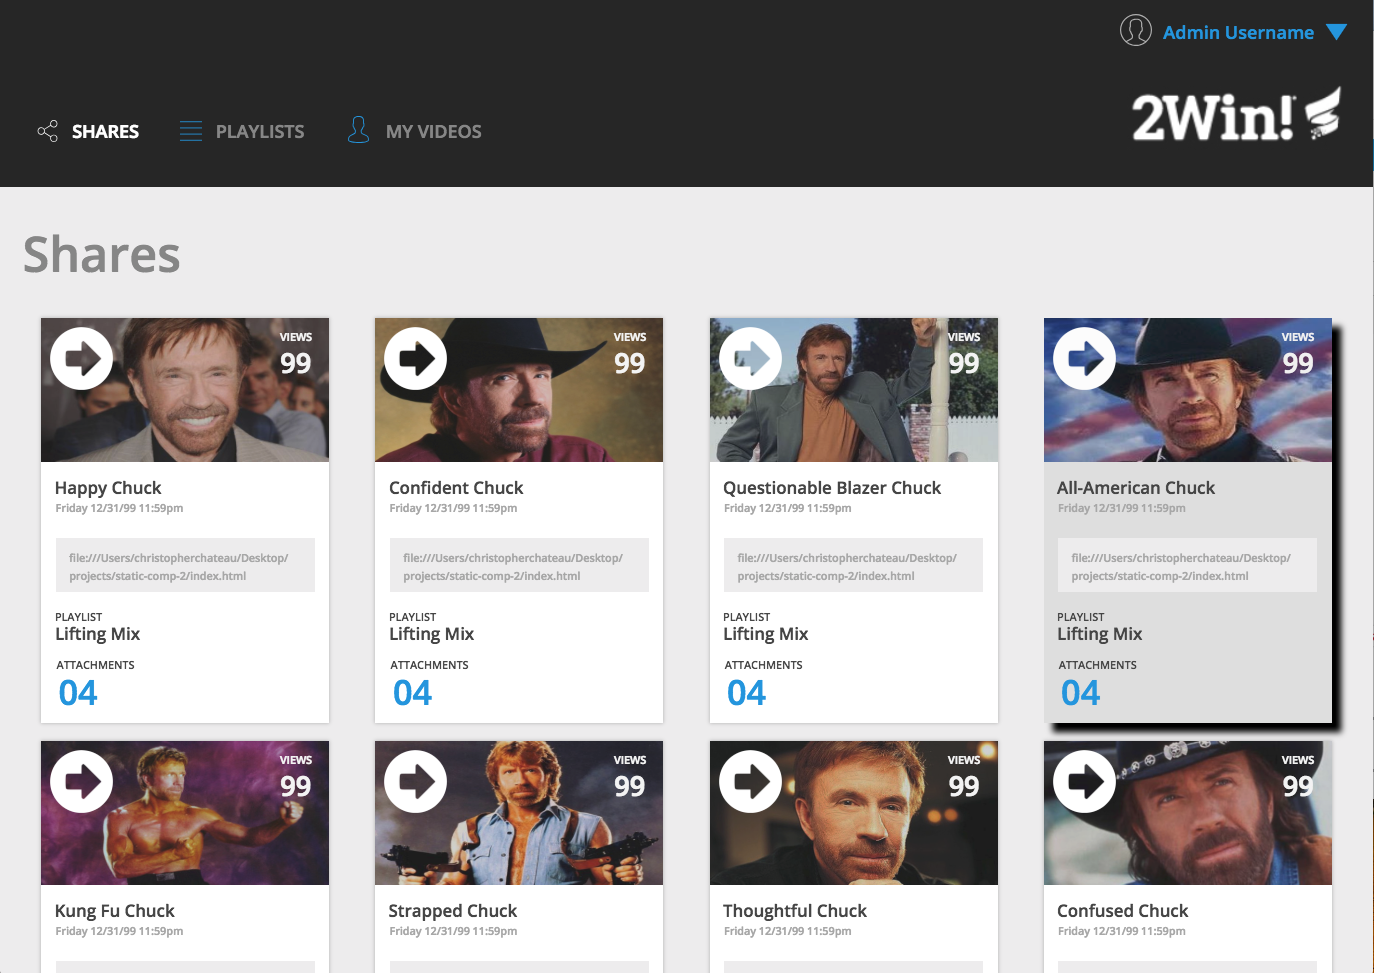 Admin Username
SHARES
PLAYLISTS
MY VIDEOS
2Win!
Shares
VIEWS
99
VIEWS
99
VIEWS
99
VIEWS
99
Happy Chuck
Friday 12/31/99 11:59pm
file:///Users/christopherchateau/Desktop/
projects/static-comp-2/index.html
PLAYLIST
Lifting Mix
ATTACHMENTS
04
Confident Chuck
Friday 12/31/99 11:59pm
file:///Users/christopherchateau/Desktop/
projects/static-comp-2/index.html
PLAYLIST
Lifting Mix
ATTACHMENTS
04
Questionable Blazer Chuck
Friday 12/31/99 11:59pm
file:///Users/christopherchateau/Desktop/
projects/static-comp-2/index.html
PLAYLIST
Lifting Mix
ATTACHMENTS
04
All-American Chuck
Friday 12/31/99 11:59pm
file:///Users/christopherchateau/Desktop/
projects/static-comp-2/index.html
PLAYLIST
Lifting Mix
ATTACHMENTS
04
VIEWS
99
VIEWS
99
VIEWS
99
VIEWS
99
Kung Fu Chuck
Friday 12/31/99 11:59pm
Strapped Chuck
Friday 12/31/99 11:59pm
Thoughtful Chuck
Friday 12/31/99 11:59pm
Confused Chuck
Friday 12/31/99 11:59pm